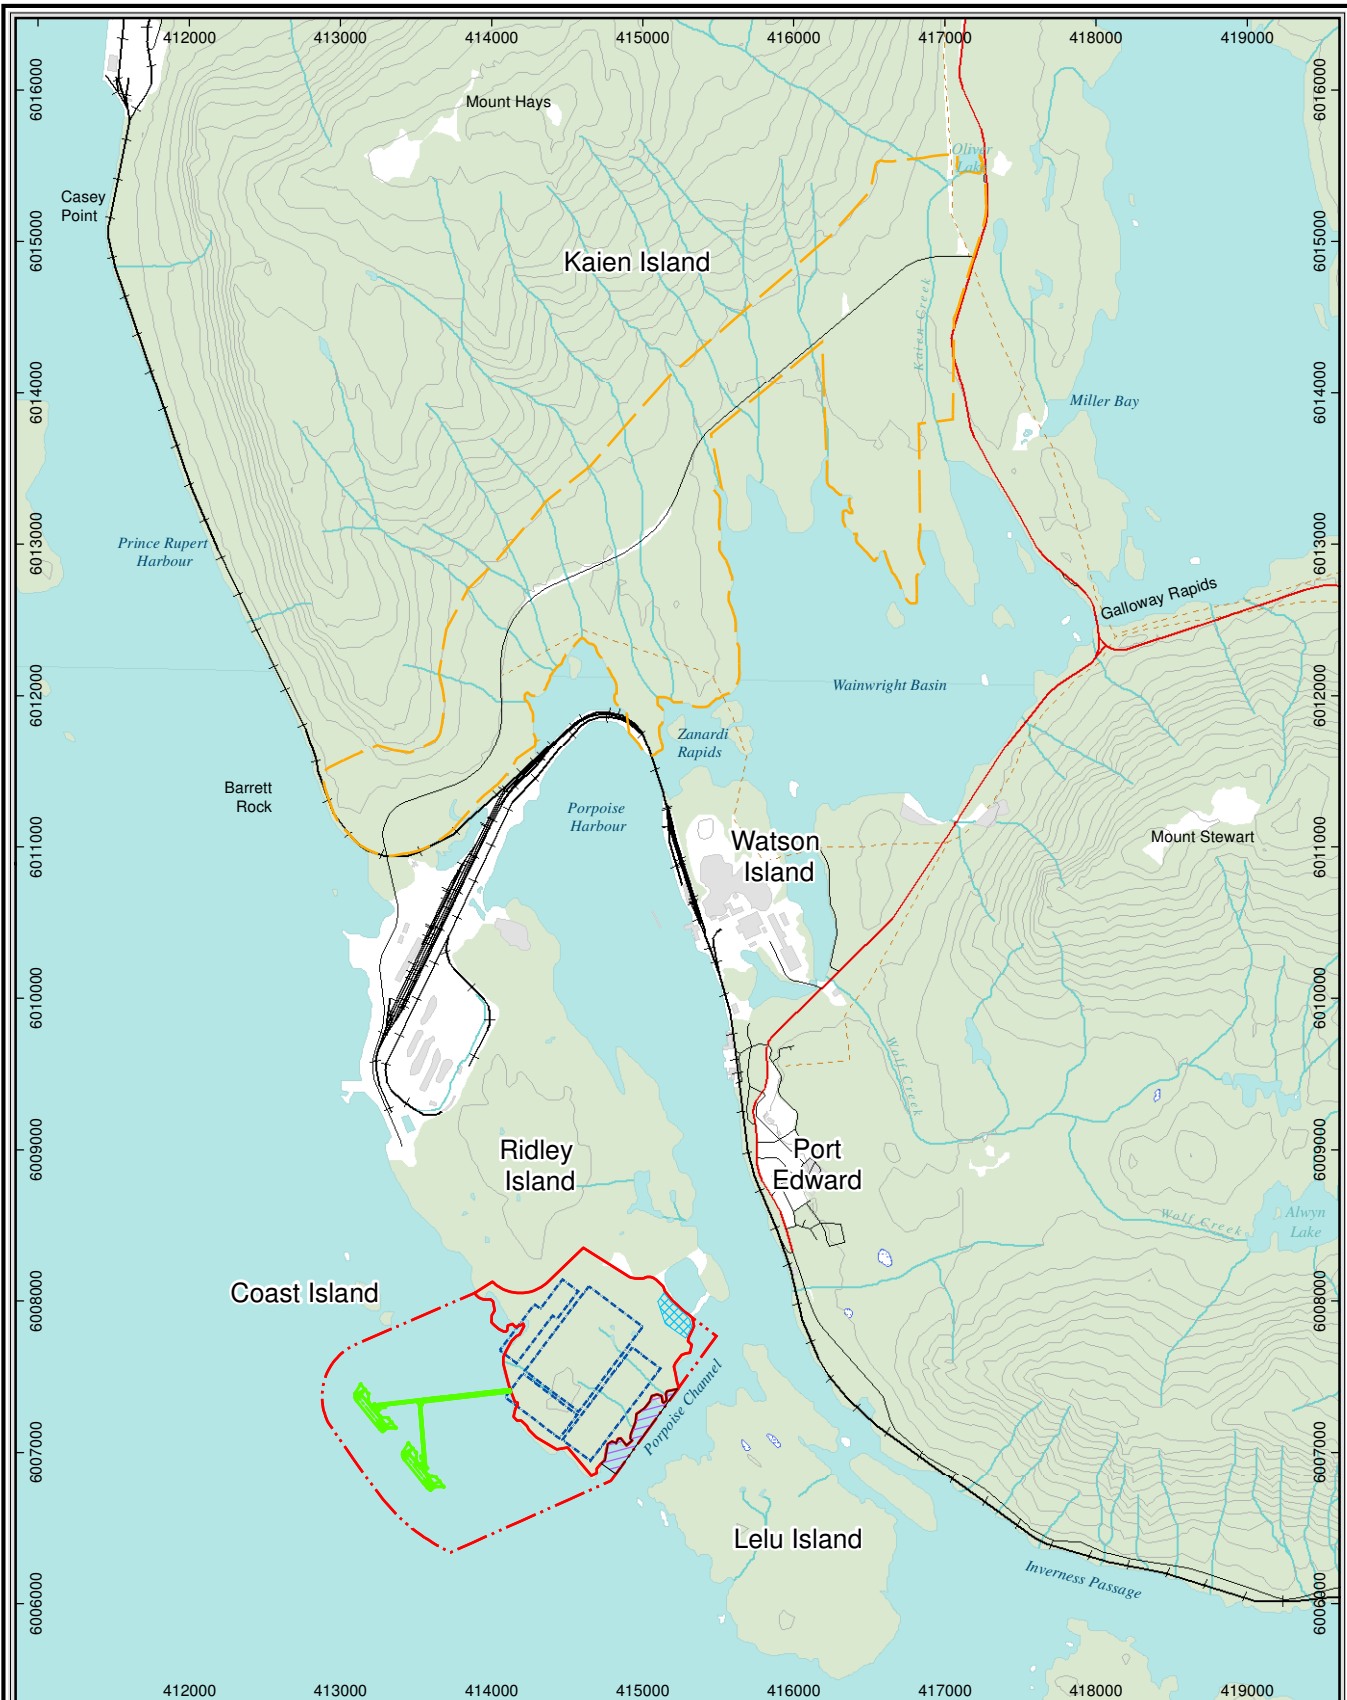 412000
413000
414000
415000
416000
417000
418000
419000
6016000
6016000
Mount Hays
Oliver
Lake
Casey
Point
6015000
6015000
Kaien Island
Kaien Creek
6014000
6014000
Miller Bay
6013000
6013000
Prince Rupert
Harbour
Galloway Rapids
6012000
6012000
Wainwright Basin
Zanardi
Rapids
Barrett
Rock
Porpoise
Harbour
6011000
6011000
Watson
Island
Mount Stewart
6010000
6010000
Wolf Creek
6009000
6009000
Ridley
Island
Port
Edward
Wolf Creek
Alwyn
Lake
6008000
6008000
Coast Island
Porpoise Channel
6007000
6007000
Lelu Island
Inverness Passage
6006000
6006000
412000
413000
414000
415000
416000
417000
418000
419000